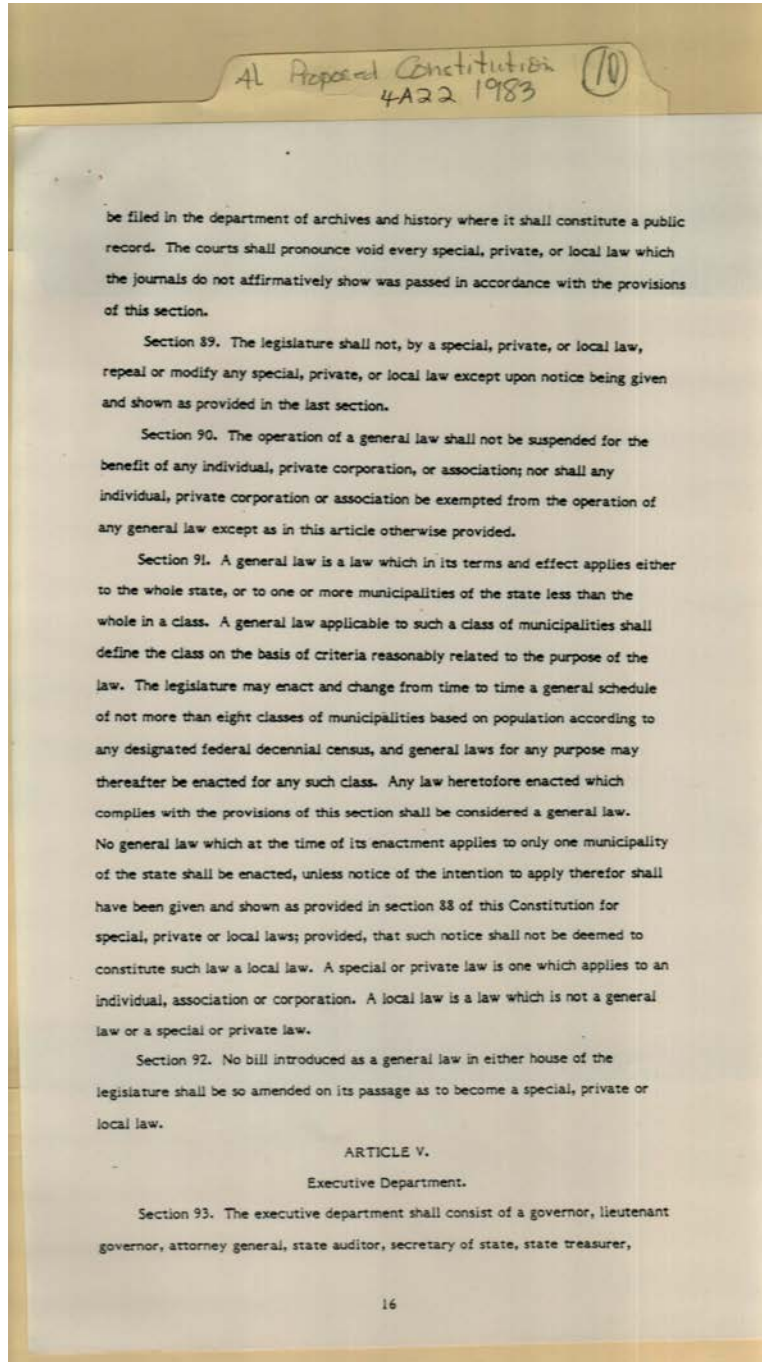 AL Proposed Constitution 10
4A22 1983
be filed in the department of archives and history where it shall constitute a public
record. The courts shall pronounce void every special, private, or local law which
the journals do not affirmatively show was passed in accordance with the provisions
of this section.
Section 89. The legislature shall not, by a special, private, or local law,
repeal or modify any special, private, or local law except upon notice being given
and shown as provided in the last section.
Section 90. The operation of a general law shall not be suspended for the
benefit of any individual, private corporation, or association; nor shall any
individual, private corporation or association be exempted from the operation of
any general law except as in this article otherwise provided.
Section 91. A general law is a law which in its terms and effect applies either
to the whole state, or to one or more municipalities of the state less than the
whole in a class. A general law applicable to such a class of municipalities shall
define the class on the basis of criteria reasonably related to the purpose of the
law. The legislature may enact and change from time to time a general schedule
of not more than eight classes of municipalities based on population according to
any designated federal decennial census, and general laws for any purpose may
thereafter be enacted for any such class. Any law heretofore enacted which
complies with the provisions of this section shall be considered a general law.
No general law which at the time of its enactment applies to only one municipality
of the state shall be enacted, unless notice of the intention to apply therefor shall
have been given and shown as provided in section 88 of this Constitution for
special, private or local laws; provided, that such notice shall not be deemed to
constitute such law a local law. A special or private law is one which applies to an
individual, association or corporation. A local law is a law which is not a general
law or a special or private law.
Section 92. No bill introduced as a general law in either house of the
legislature shall be so amended on its passage as to become a special, private or
local law.
ARTICLE V.
Executive Department.
Section 93. The executive department shall consist of a governor, lieutenant
governor, attorney general, state auditor, secretary of state, state treasurer,
16